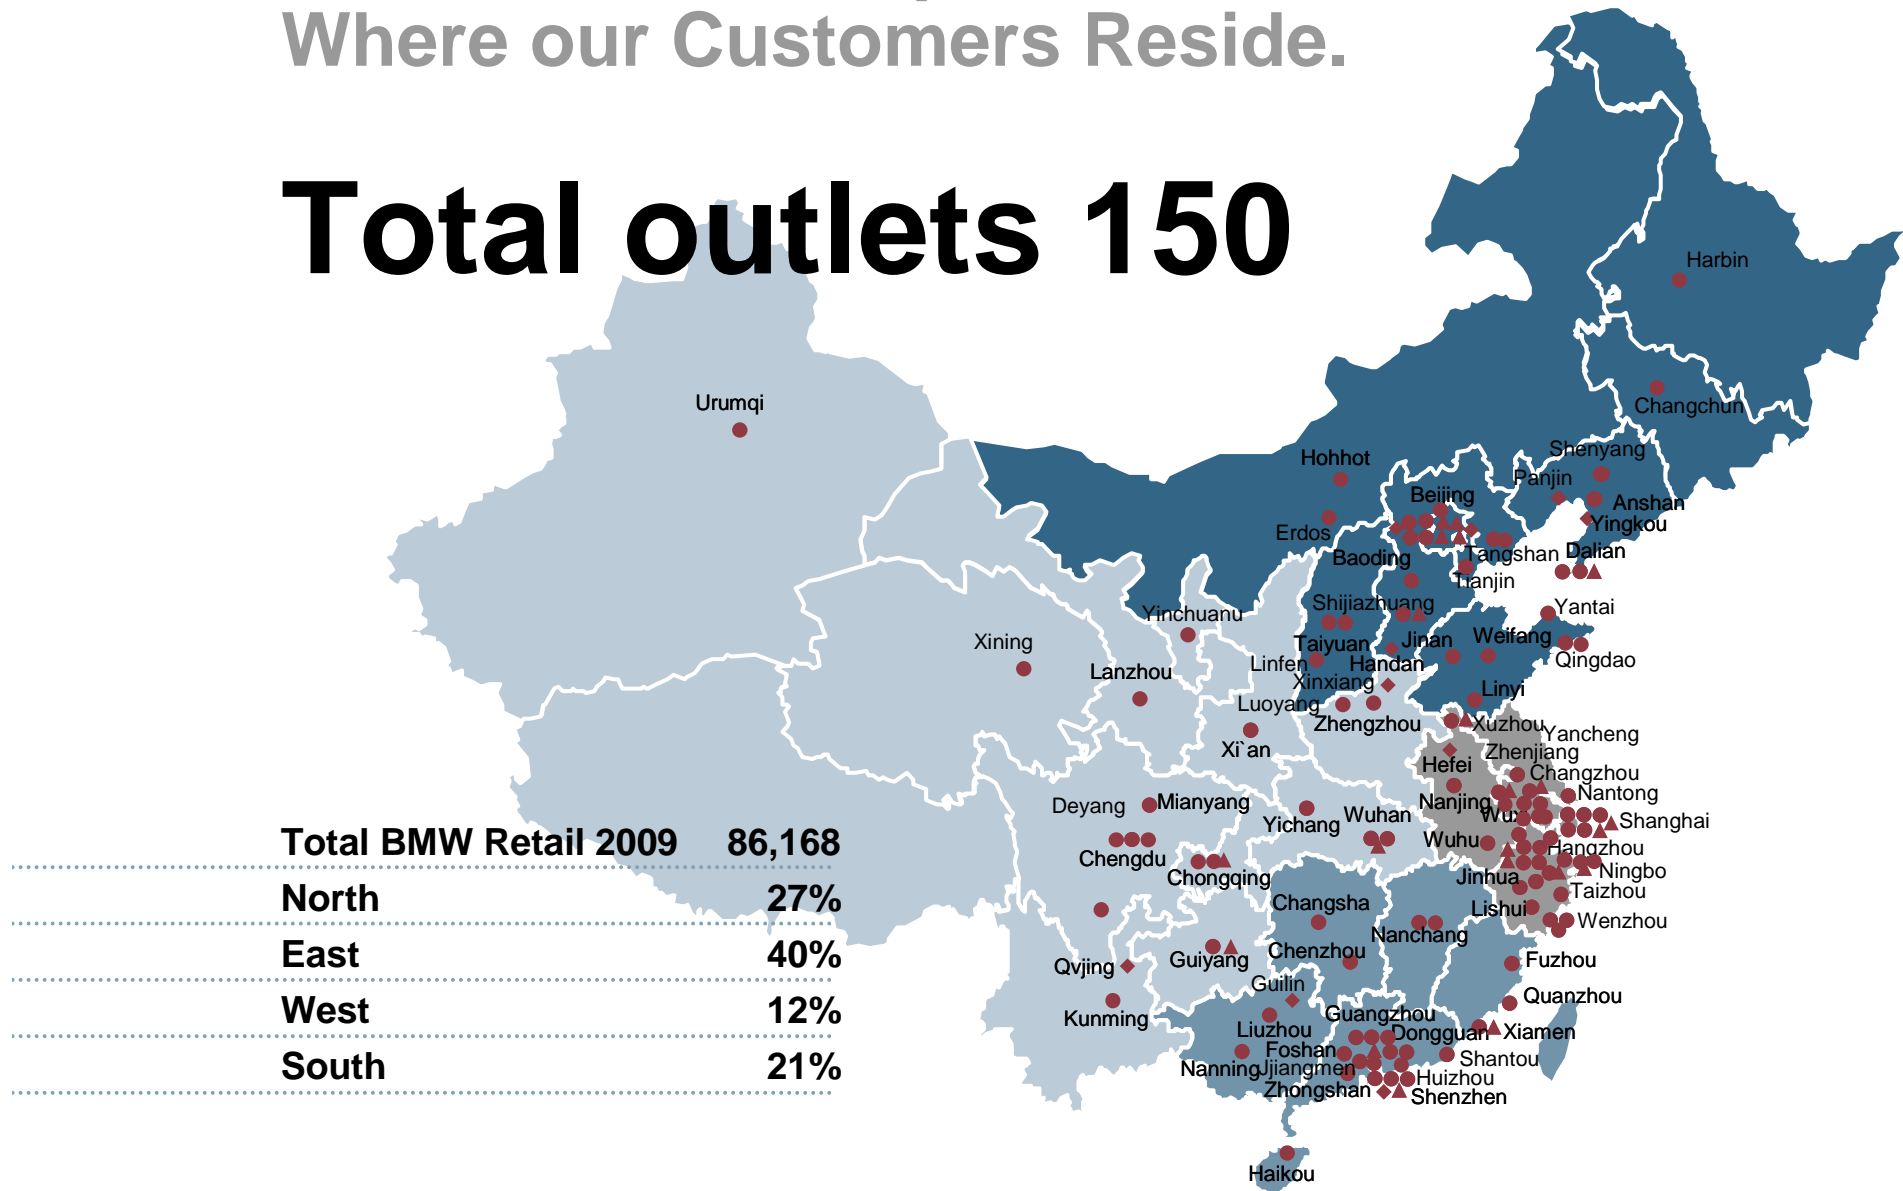 Where our Customers Reside.
Total outlets 150
Harbin
Urumqi
Changchun
Hohhot
Shenyang
Panjin
Beijing
Anshan
Yingkou
Erdos
Baoding
Tangshan
Dalian
Tianjin
Yinchuanu
Shijiazhuang
Yantai
Xining
Taiyuan
Jinan
Weifang
Lanzhou
Linfen
Handan
Qingdao
Xinxiang
Linyi
Luoyang
Zhengzhou
Xuzhou
Yancheng
Xi`an
Zhenjiang
Hefei
Changzhou
Deyang
Mianyang
Nanjing
Nantong
Yichang
Wuhan
Shanghai
Total BMW Retail 2009 86,168
Wuhu
Hangzhou
Chengdu
Chongqing
Jinhua
Ningbo
North 27%
Changsha
Taizhou
Lishui
Wenzhou
Nanchang
East 40%
Chenzhou
Qvjing
Guiyang
Fuzhou
Guilin
Quanzhou
West 12%
Kunming
Liuzhou
Guangzhou
Dongguan
Xiamen
Foshan
Shantou
South 21%
Nanning
Jjiangmen
Huizhou
Zhongshan
Shenzhen
Haikou